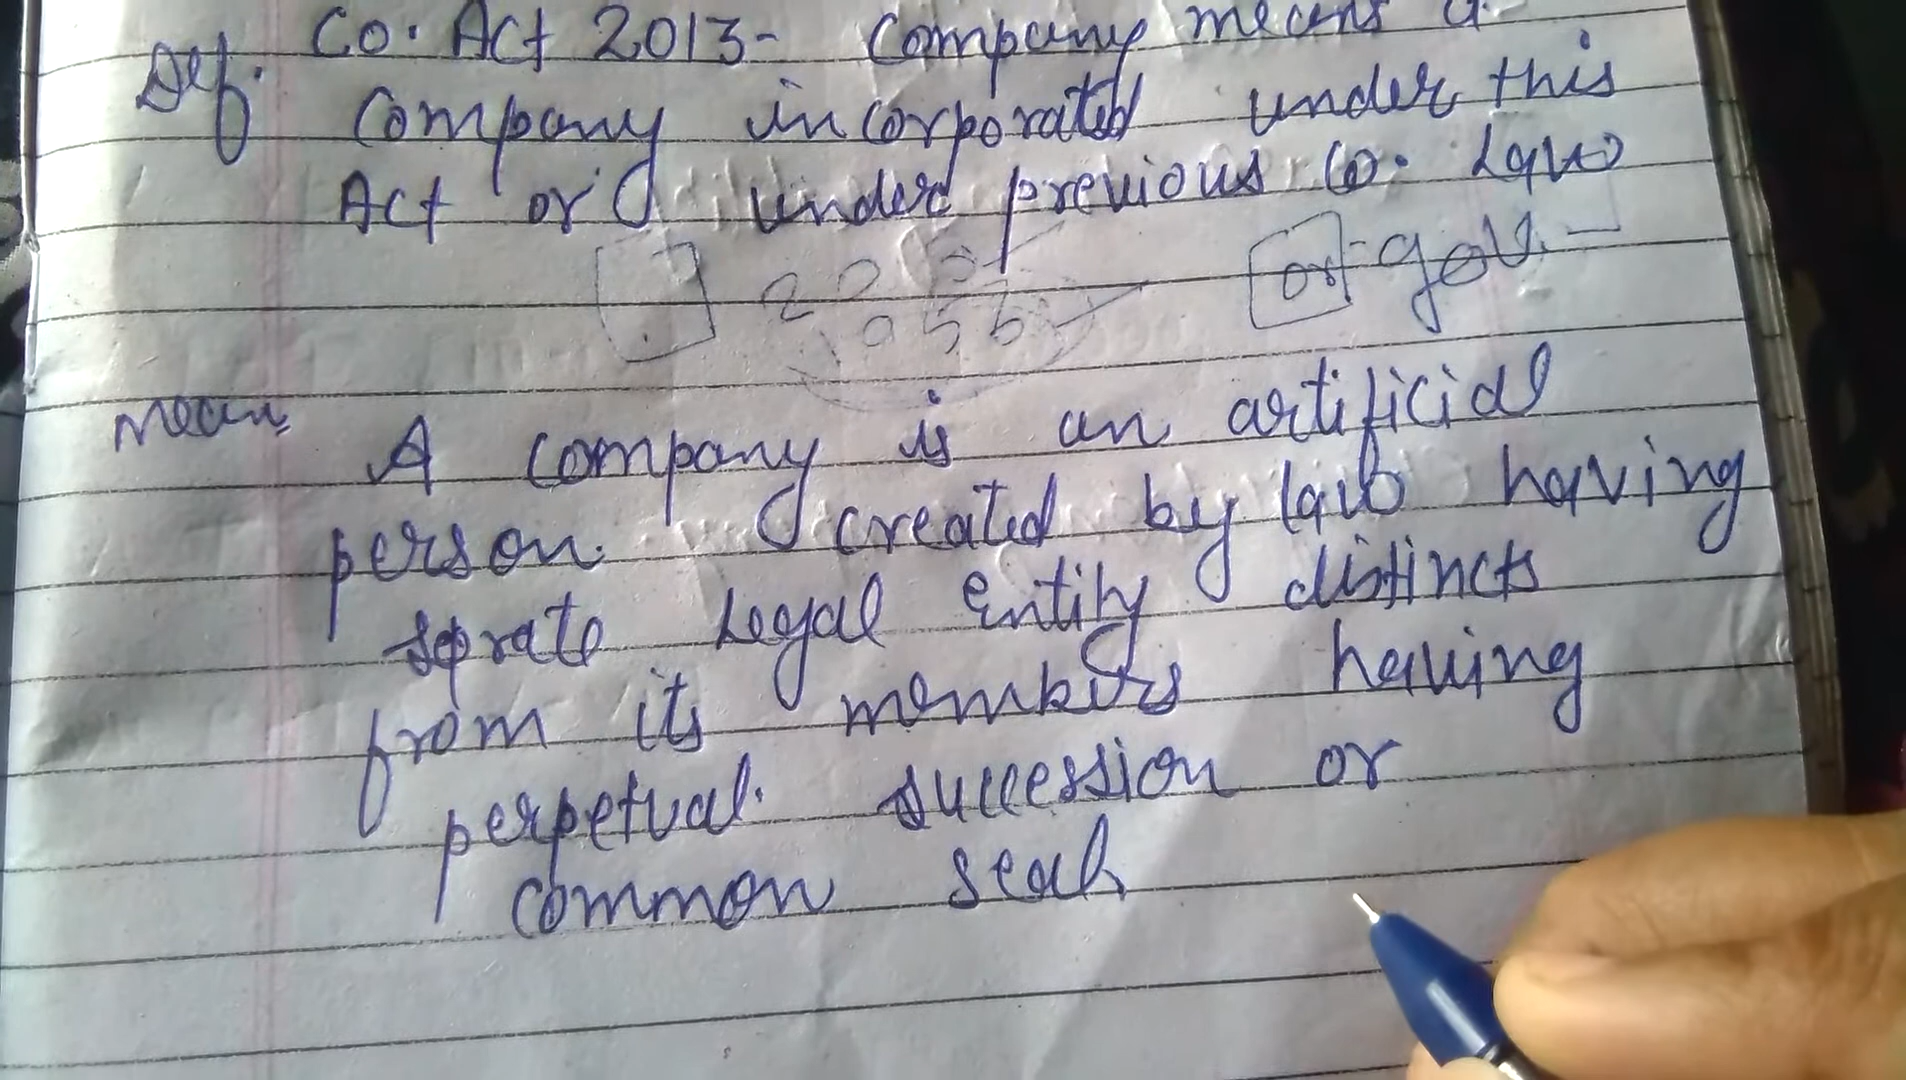 Co. Act 2013- Company means a
Def.
Company incorporated under this
Act or under previous Co. Law
or gov.
Mean, A company is an artificial
person created by law having
seprate Legal Entity distincts
from its members having
perpetual succession or
common seal